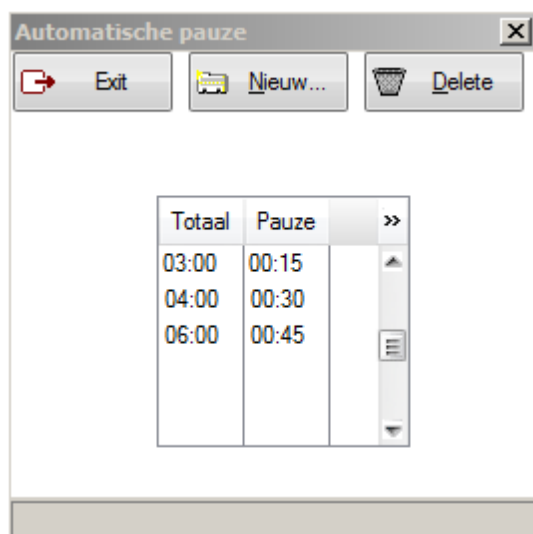 Automatische pauze
Exit Nieuw... Delete
Totaal Pauze »
03:00 00:15
04:00 00:30
06:00 00:45